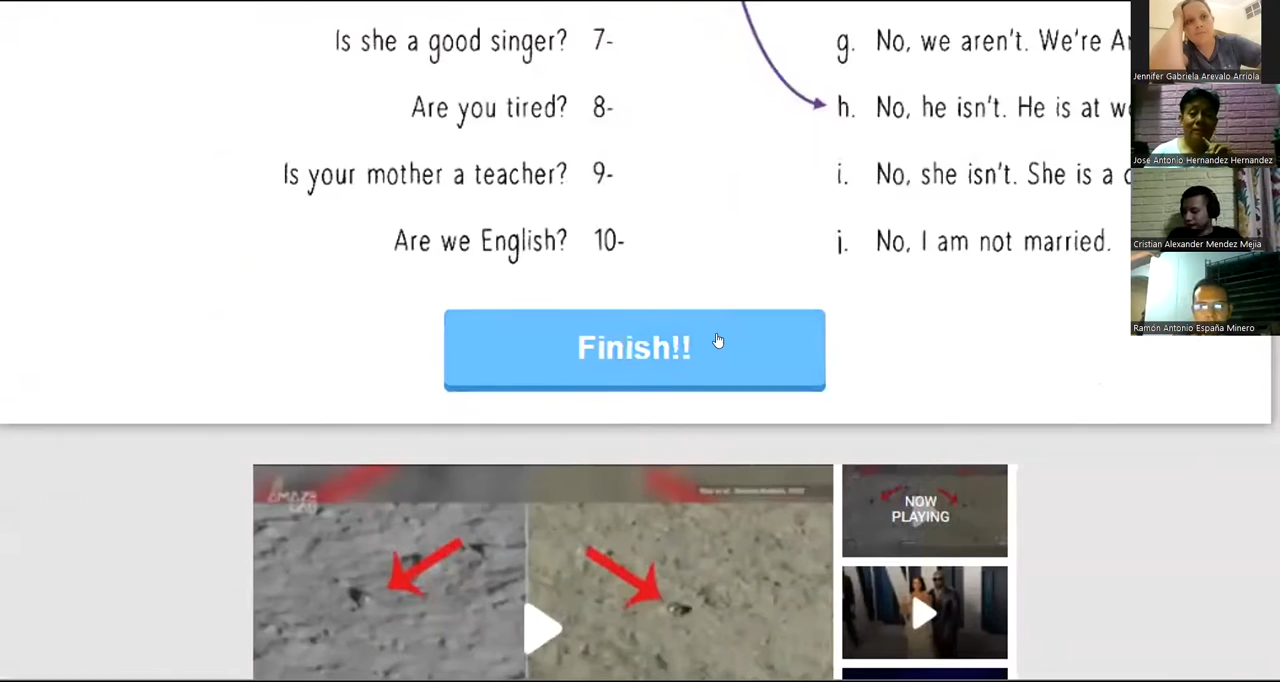 Is she a good singer? 7-
g. No, we aren't. We're
Are you tired? 8-
h. No, he isn't. He is at
Is your mother a teacher? 9-
i. No, she isn't. She is a
Are we English? 10-
j. No, I am not married.
Finish!!
Jennifer Gabriela Arevalo Arriola
Jose Antonio Hernandez Hernandez
Cristian Alexander Mendez Mejia
Ramón Antonio España Minero
NOW
PLAYING